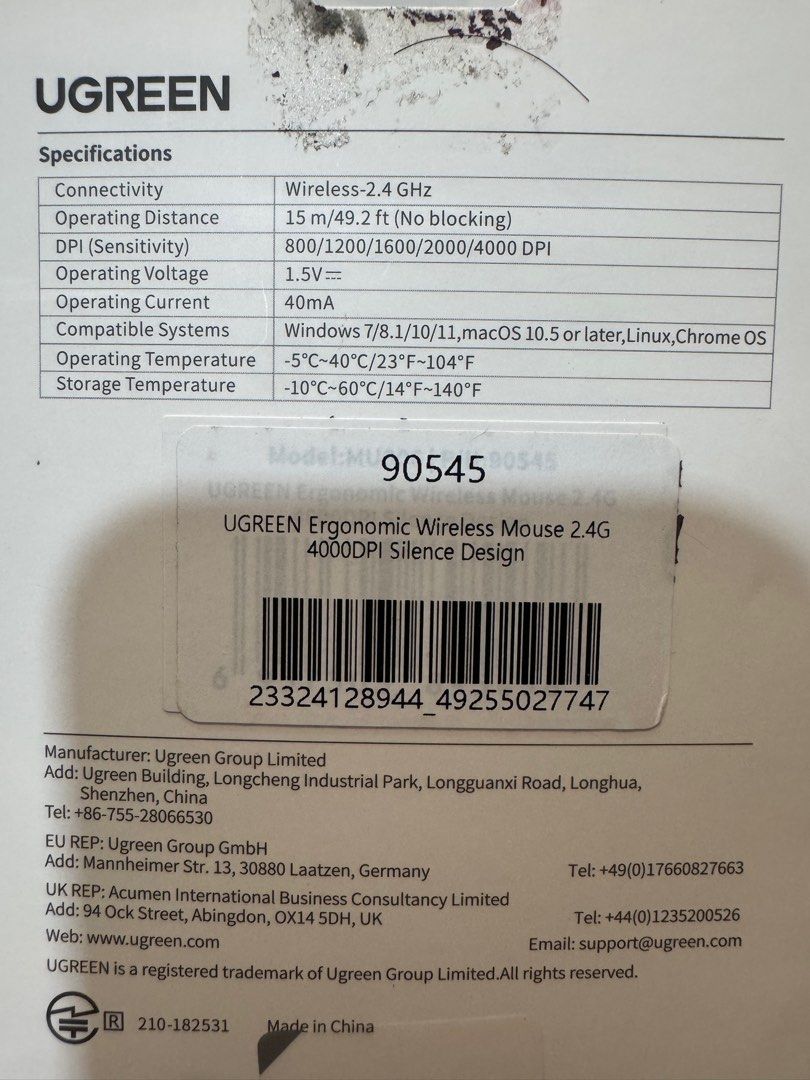 UGREEN
Specifications
Connectivity Wireless-2.4 GHz
Operating Distance 15 m/49.2 ft (No blocking)
DPI (Sensitivity) 800/1200/1600/2000/4000 DPI
Operating Voltage 1.5V⎓
Operating Current 40mA
Compatible Systems Windows 7/8.1/10/11,macOS 10.5 or later,Linux,Chrome OS
Operating Temperature -5°C~40°C/23°F~104°F
Storage Temperature -10°C~60°C/14°F~140°F
90545
UGREEN Ergonomic Wireless Mouse 2.4G
4000DPI Silence Design
23324128944_49255027747
Manufacturer: Ugreen Group Limited
Add: Ugreen Building, Longcheng Industrial Park, Longguanxi Road, Longhua,
Shenzhen, China
Tel: +86-755-28066530
EU REP: Ugreen Group GmbH
Add: Mannheimer Str. 13, 30880 Laatzen, Germany Tel: +49(0)17660827663
UK REP: Acumen International Business Consultancy Limited
Add: 94 Ock Street, Abingdon, OX14 5DH, UK Tel: +44(0)1235200526
Web: www.ugreen.com Email: support@ugreen.com
UGREEN is a registered trademark of Ugreen Group Limited.All rights reserved.
R 210-182531 Made in China